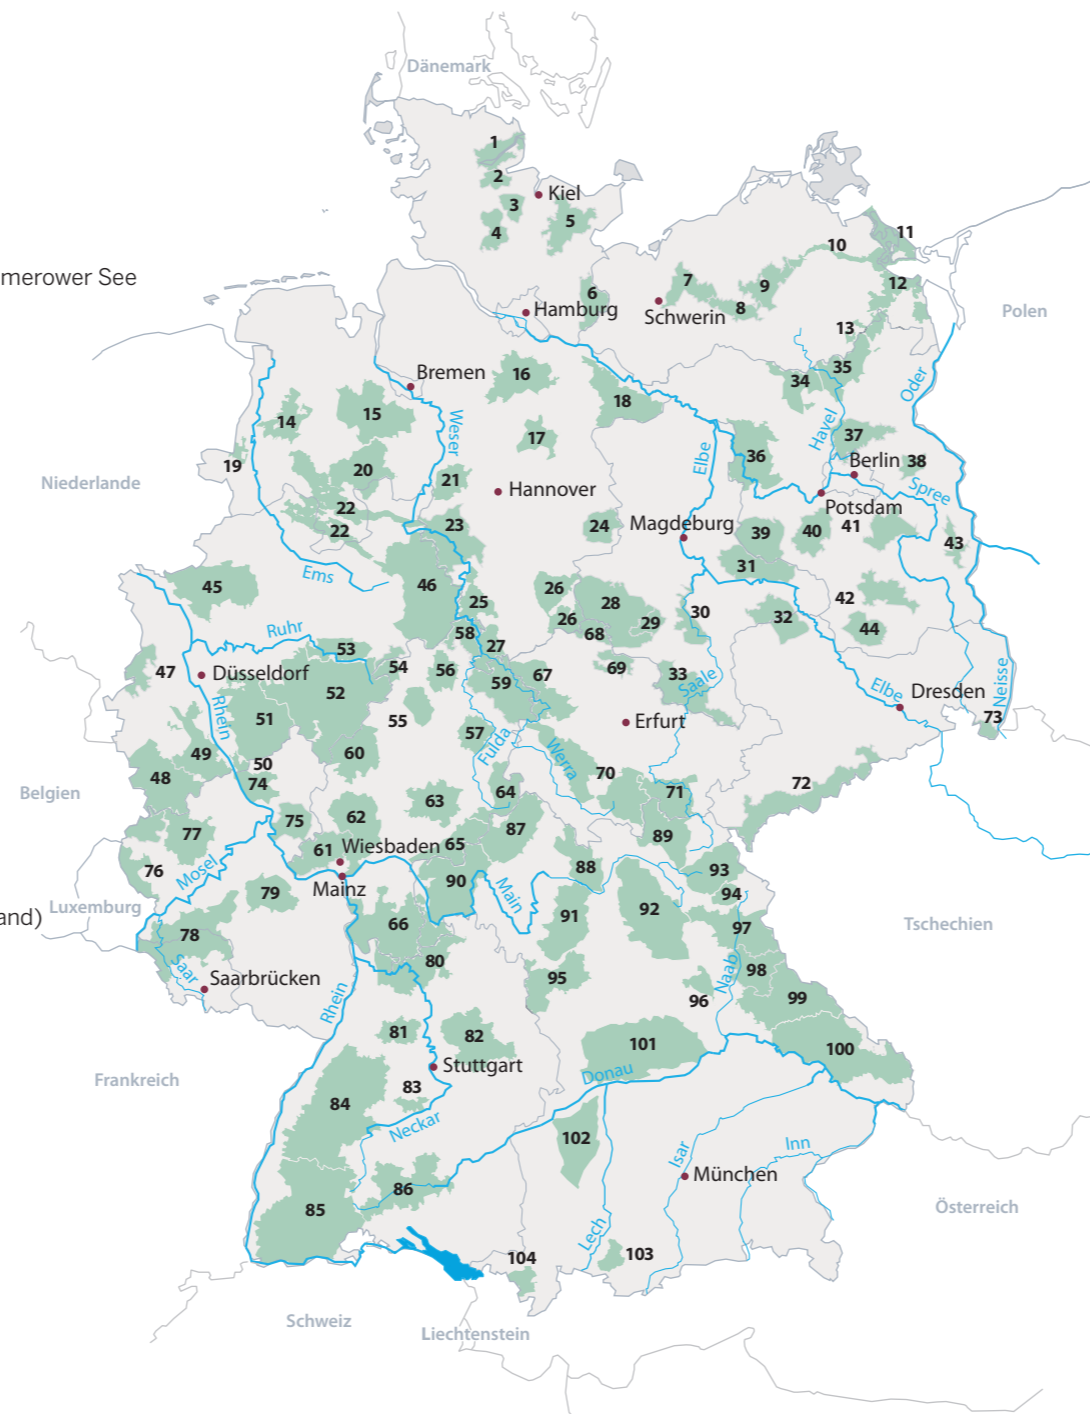 Dänemark
1
2
Kiel
3
5
4
11
10
merower See
7
9
12
6
8
Hamburg
Schwerin
Polen
13
Bremen
16
35
34
Oder
18
15
14
Weser
17
Havel
37
36
Elbe
Berlin
38
19
20
21
Niederlande
Hannover
Spree
22
Potsdam
22
23
24
Magdeburg
39
40
41
43
31
Ems
45
46
26
28
25
26
29
30
32
42
44
Ruhr
58
68
27
53
47
Düsseldorf
54
56
59
67
69
33
Saale
Neisse
52
Elbe
Dresden
51
55
Erfurt
73
Rhein
57
Fulda
Werra
49
60
50
48
74
70
72
Belgien
64
71
63
75
62
77
87
89
61
Wiesbaden
65
76
Mosel
88
93
Mainz
90
Main
94
79
Luxemburg
and)
91
92
66
78
97
Tschechien
80
Saar
Naab
98
95
Saarbrücken
99
96
Rhein
81
82
101
100
Stuttgart
Donau
Frankreich
83
84
Neckar
102
Isar
Inn
München
86
85
Österreich
Lech
104
103
Schweiz
Liechtenstein